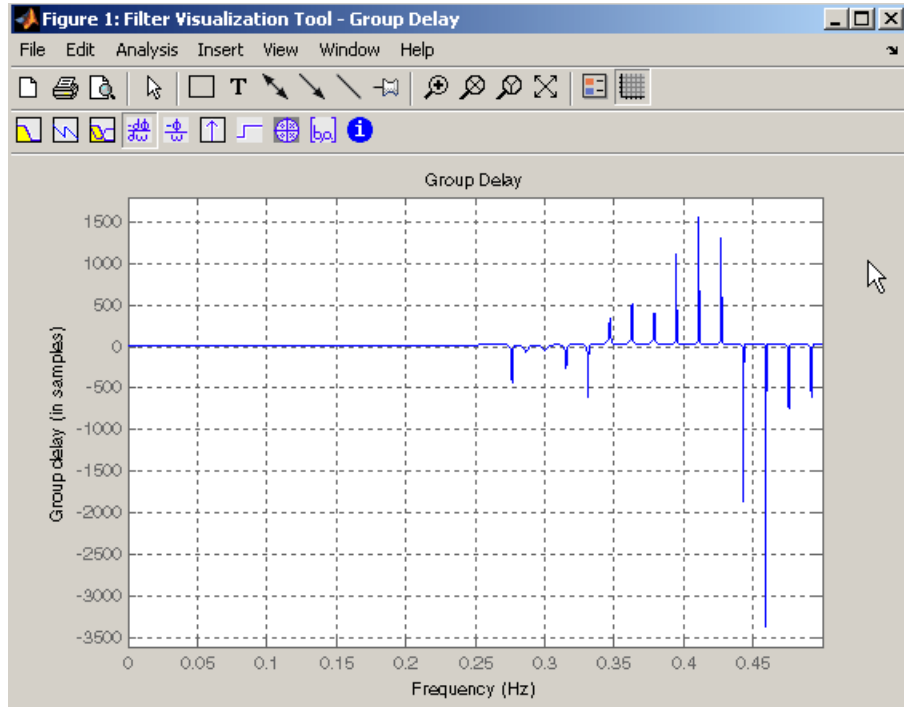 Figure 1: Filter Visualization Tool - Group Delay
File Edit Analysis Insert View Window Help
T
Group Delay
1500
1000
500
0
-500
-1000
-1500
-2000
-2500
-3000
-3500
Group delay (in samples)
0 0.05 0.1 0.15 0.2 0.25 0.3 0.35 0.4 0.45
Frequency (Hz)